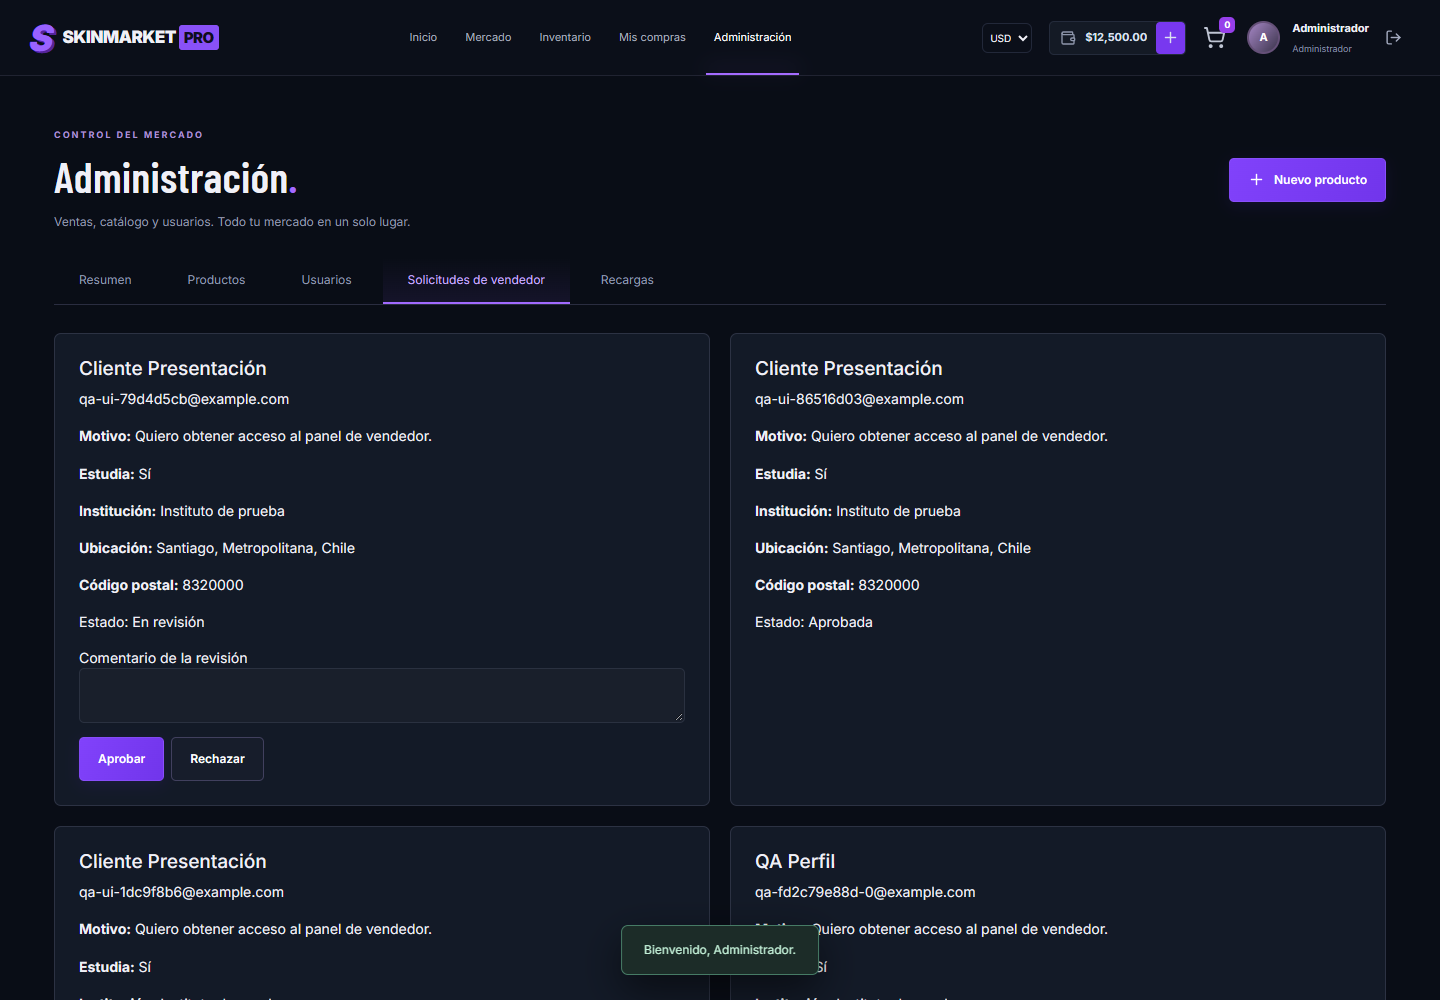 SKINMARKET PRO
Inicio
Mercado
Inventario
Mis compras
Administración
USD
$12,500.00
0
A
Administrador
Administrador
CONTROL DEL MERCADO
Administración.
Ventas, catálogo y usuarios. Todo tu mercado en un solo lugar.
Nuevo producto
Resumen
Productos
Usuarios
Solicitudes de vendedor
Recargas
Cliente Presentación
qa-ui-79d4d5cb@example.com
Motivo: Quiero obtener acceso al panel de vendedor.
Estudia: Sí
Institución: Instituto de prueba
Ubicación: Santiago, Metropolitana, Chile
Código postal: 8320000
Estado: En revisión
Comentario de la revisión
Aprobar
Rechazar
Cliente Presentación
qa-ui-86516d03@example.com
Motivo: Quiero obtener acceso al panel de vendedor.
Estudia: Sí
Institución: Instituto de prueba
Ubicación: Santiago, Metropolitana, Chile
Código postal: 8320000
Estado: Aprobada
Cliente Presentación
qa-ui-1dc9f8b6@example.com
Motivo: Quiero obtener acceso al panel de vendedor.
Estudia: Sí
QA Perfil
qa-fd2c79e88d-0@example.com
Quiero obtener acceso al panel de vendedor.
Sí
Bienvenido, Administrador.